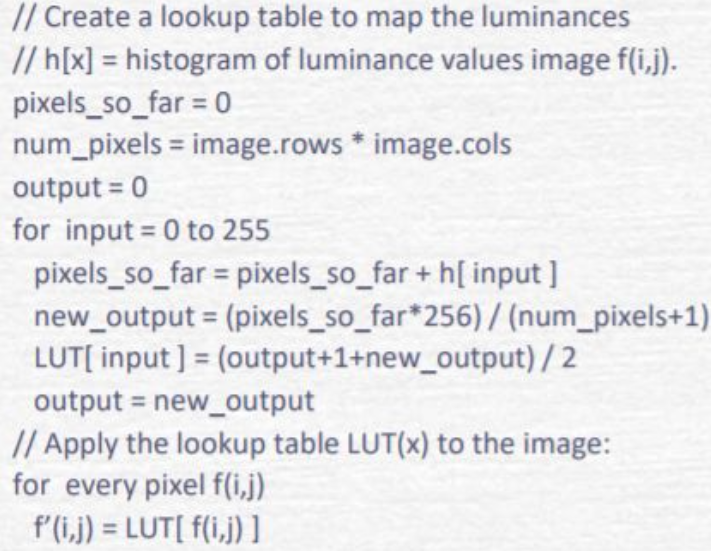 // Create a lookup table to map the luminances
// h[x] = histogram of luminance values image f(i,j).
pixels_so_far = 0
num_pixels = image.rows * image.cols
output = 0
for  input = 0 to 255
pixels_so_far = pixels_so_far + h[ input ]
new_output = (pixels_so_far*256) / (num_pixels+1)
LUT[ input ] = (output+1+new_output) / 2
output = new_output
// Apply the lookup table LUT(x) to the image:
for  every pixel f(i,j)
f’(i,j) = LUT[ f(i,j) ]